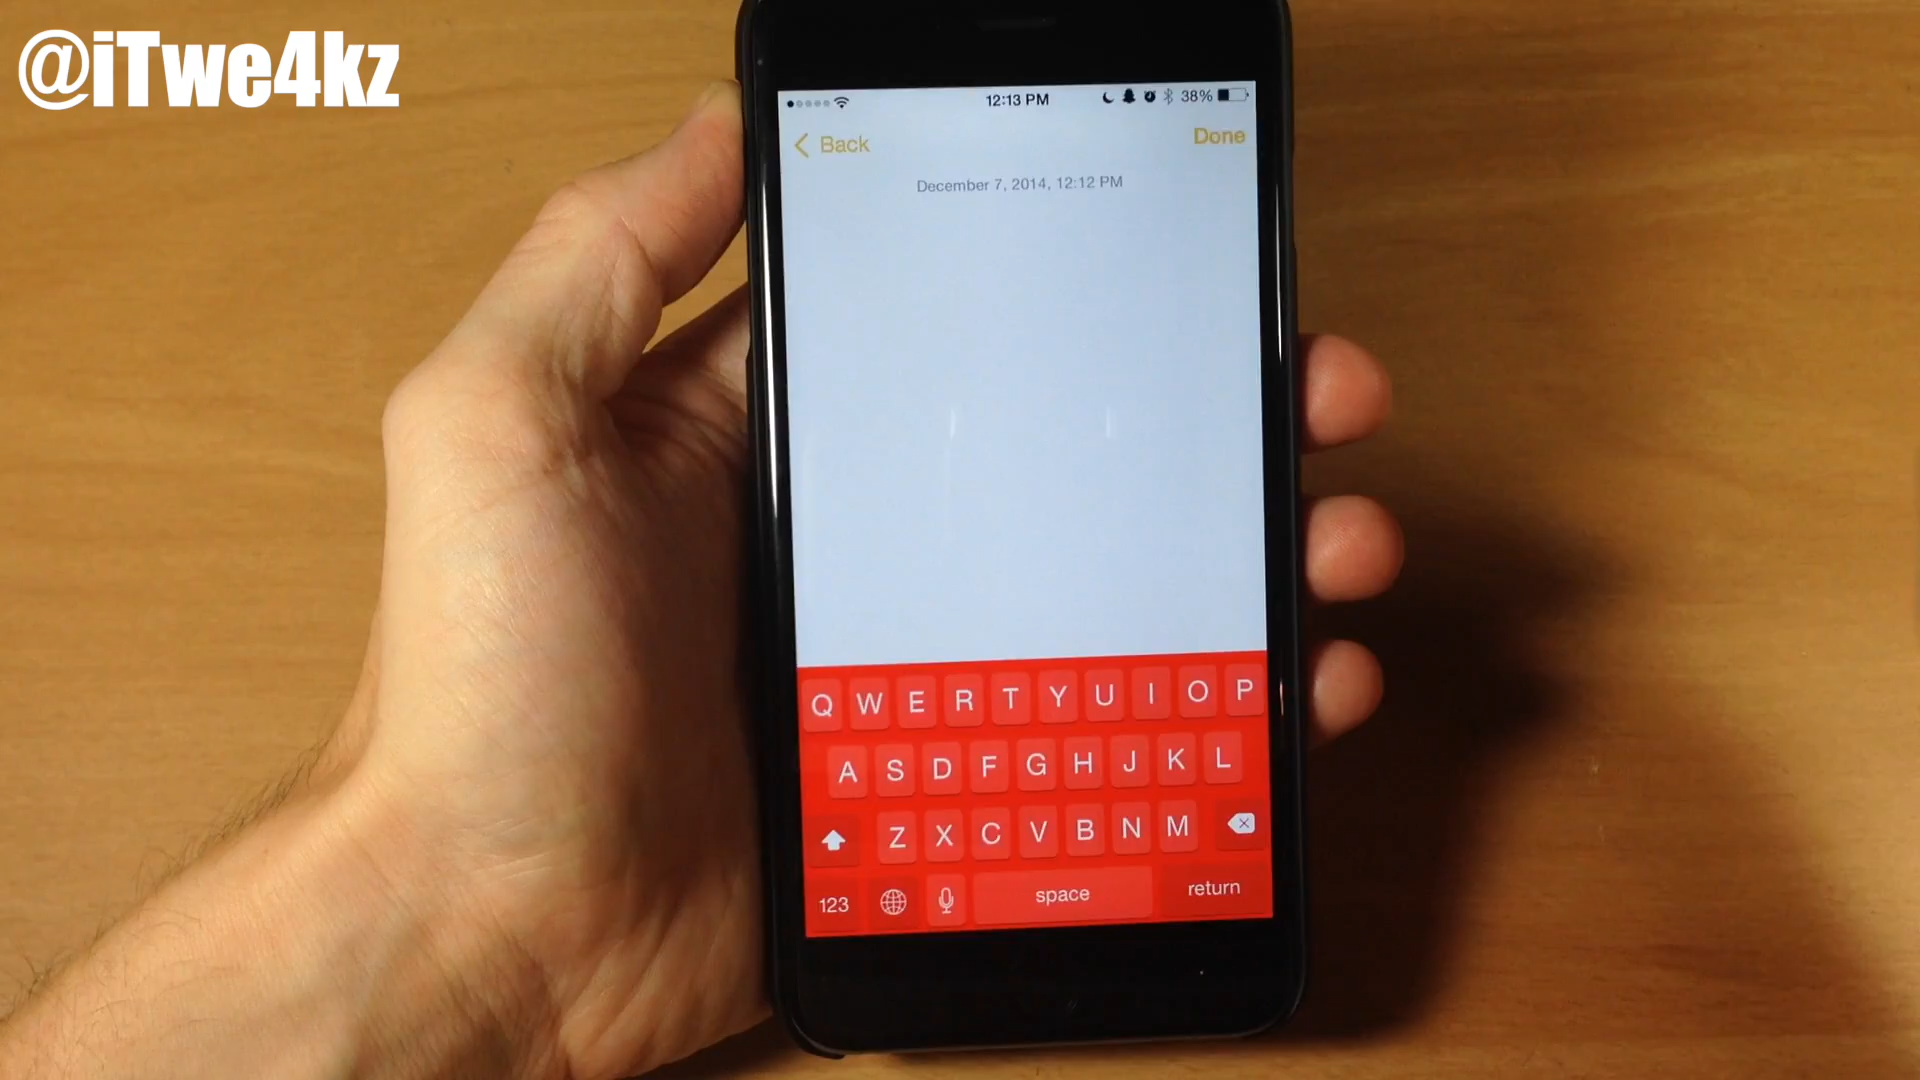 @iTwe4kz
12:13 PM 38%
Back Done
December 7, 2014, 12:12 PM
Q W E R T Y U I O P
A S D F G H J K L
Z X C V B N M
123 space return